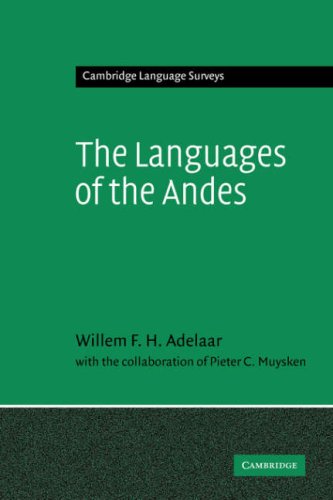 Cambridge Language Surveys
The Languages
of the Andes
Willem F. H. Adelaar
with the collaboration of Pieter C. Muysken
CAMBRIDGE